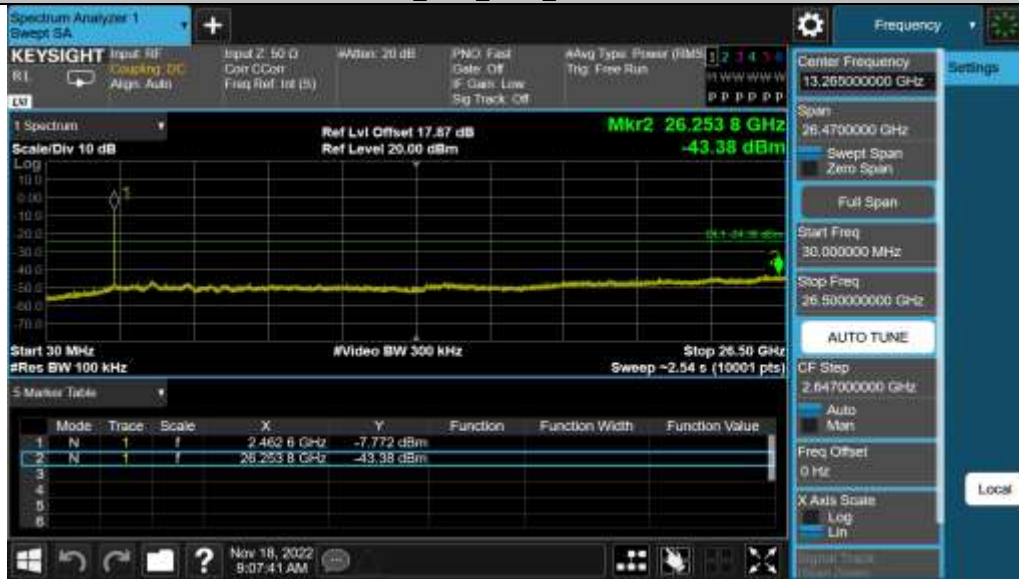 Spectrum Analyzer 1
Swept SA
+
Frequency
KEYSIGHT
Input: RF
Coupling: DC
Align: Auto
Input Z: 50 Ω
Corr CCorr
Freq Ref: Int (S)
#Atten: 20 dB
PNO: Fast
Gate: Off
IF Gain: Low
Sig Track: Off
#Avg Type: Power (RMS)
Trig: Free Run
1 2 3 4 5 6
M W W W W W
P P P P P P
RL
LXI
1 Spectrum
Scale/Div 10 dB
Ref Lvl Offset 17.87 dB
Ref Level 20.00 dBm
Mkr2 26.253 8 GHz
-43.38 dBm
Log
10.0
0.00
-10.0
-20.0
-30.0
-40.0
-50.0
-60.0
-70.0
1
Start 30 MHz
#Res BW 100 kHz
#Video BW 300 kHz
Stop 26.50 GHz
Sweep ~2.54 s (10001 pts)
5 Marker Table
Mode Trace Scale X Y Function Function Width Function Value
1 N 1 f 2.462 6 GHz -7.772 dBm
2 N 1 f 26.253 8 GHz -43.38 dBm
3
4
5
6
?
Nov 18, 2022
9:07:41 AM
Center Frequency
13.265000000 GHz
Span
26.4700000 GHz
Swept Span
Zero Span
Full Span
Start Freq
30.000000 MHz
Stop Freq
26.500000000 GHz
AUTO TUNE
CF Step
2.647000000 GHz
Auto
Man
Freq Offset
0 Hz
X Axis Scale
Log
Lin
Signal Track
Settings
Local